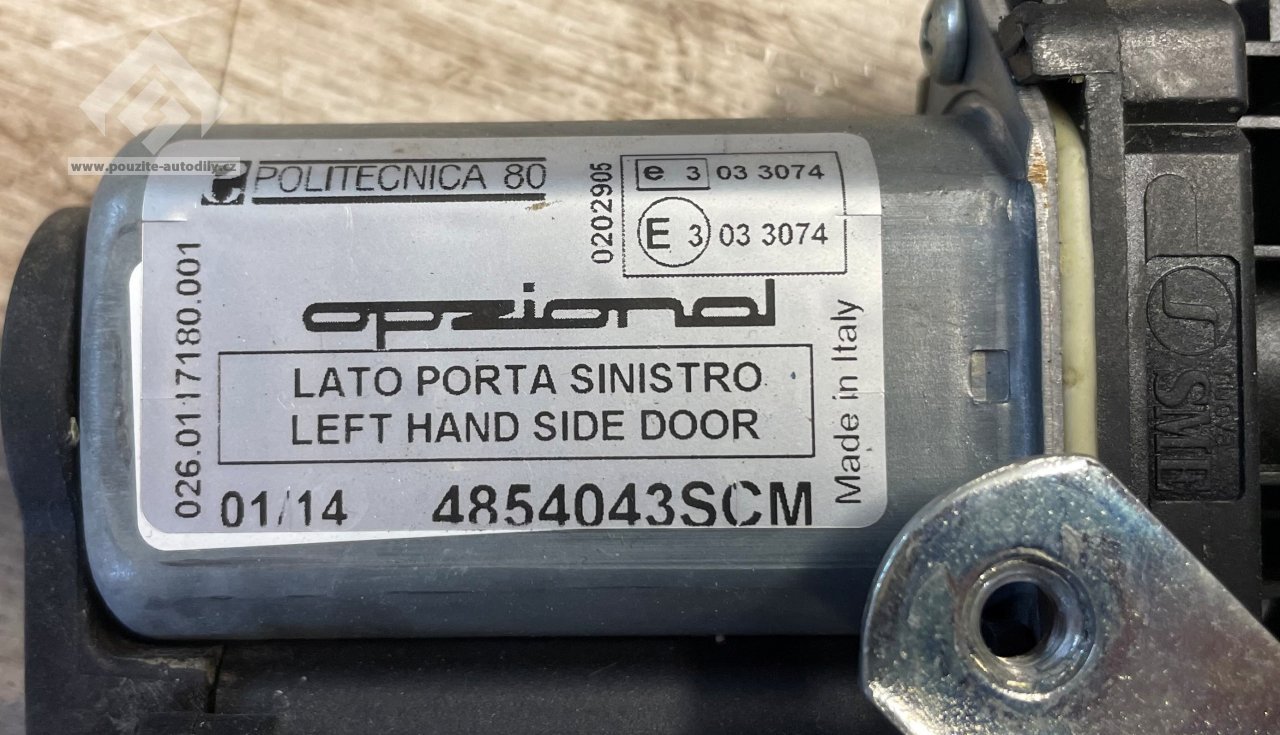 www.pouzite-autodily.cz
POLITECNICA 80
0202905
e 3 03 3074
E 3 03 3074
026.01.17180.001
opzional
LATO PORTA SINISTRO
LEFT HAND SIDE DOOR
Made in Italy
01/14 4854043SCM
SME